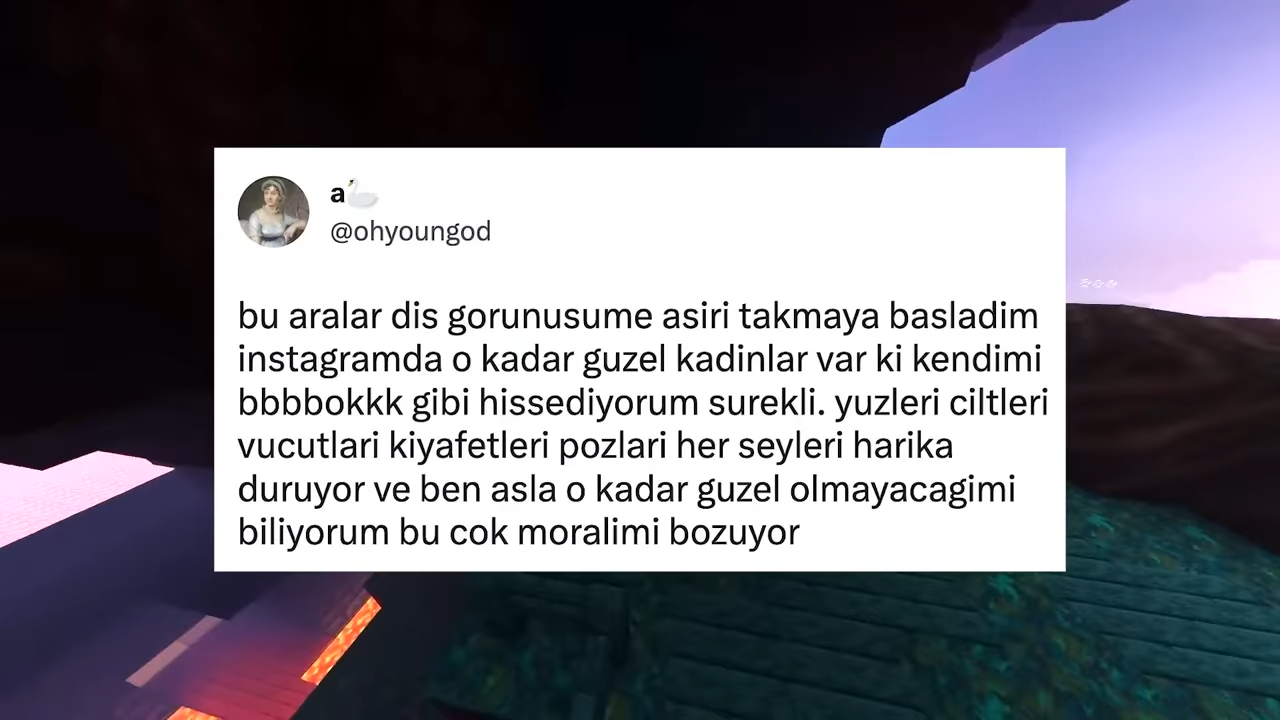 a🦢
@ohyoungod
bu aralar dis gorunusume asiri takmaya basladim
instagramda o kadar guzel kadinlar var ki kendimi
bbbbokkk gibi hissediyorum surekli. yuzleri ciltleri
vucutlari kiyafetleri pozlari her seyleri harika
duruyor ve ben asla o kadar guzel olmayacagimi
biliyorum bu cok moralimi bozuyor